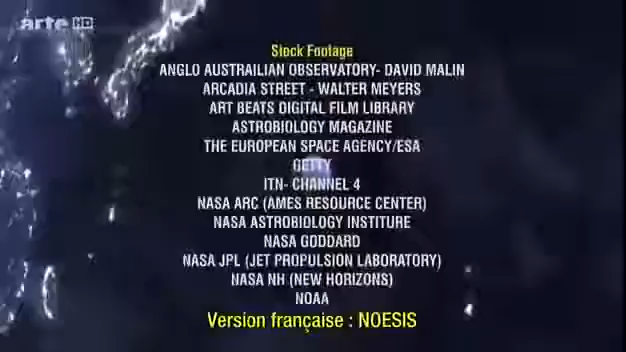 arte HD
Stock Footage
ANGLO AUSTRAILIAN OBSERVATORY- DAVID MALIN
ARCADIA STREET - WALTER MEYERS
ART BEATS DIGITAL FILM LIBRARY
ASTROBIOLOGY MAGAZINE
THE EUROPEAN SPACE AGENCY/ESA
GETTY
ITN- CHANNEL 4
NASA ARC (AMES RESOURCE CENTER)
NASA ASTROBIOLOGY INSTITURE
NASA GODDARD
NASA JPL (JET PROPULSION LABORATORY)
NASA NH (NEW HORIZONS)
NOAA
Version française : NOESIS